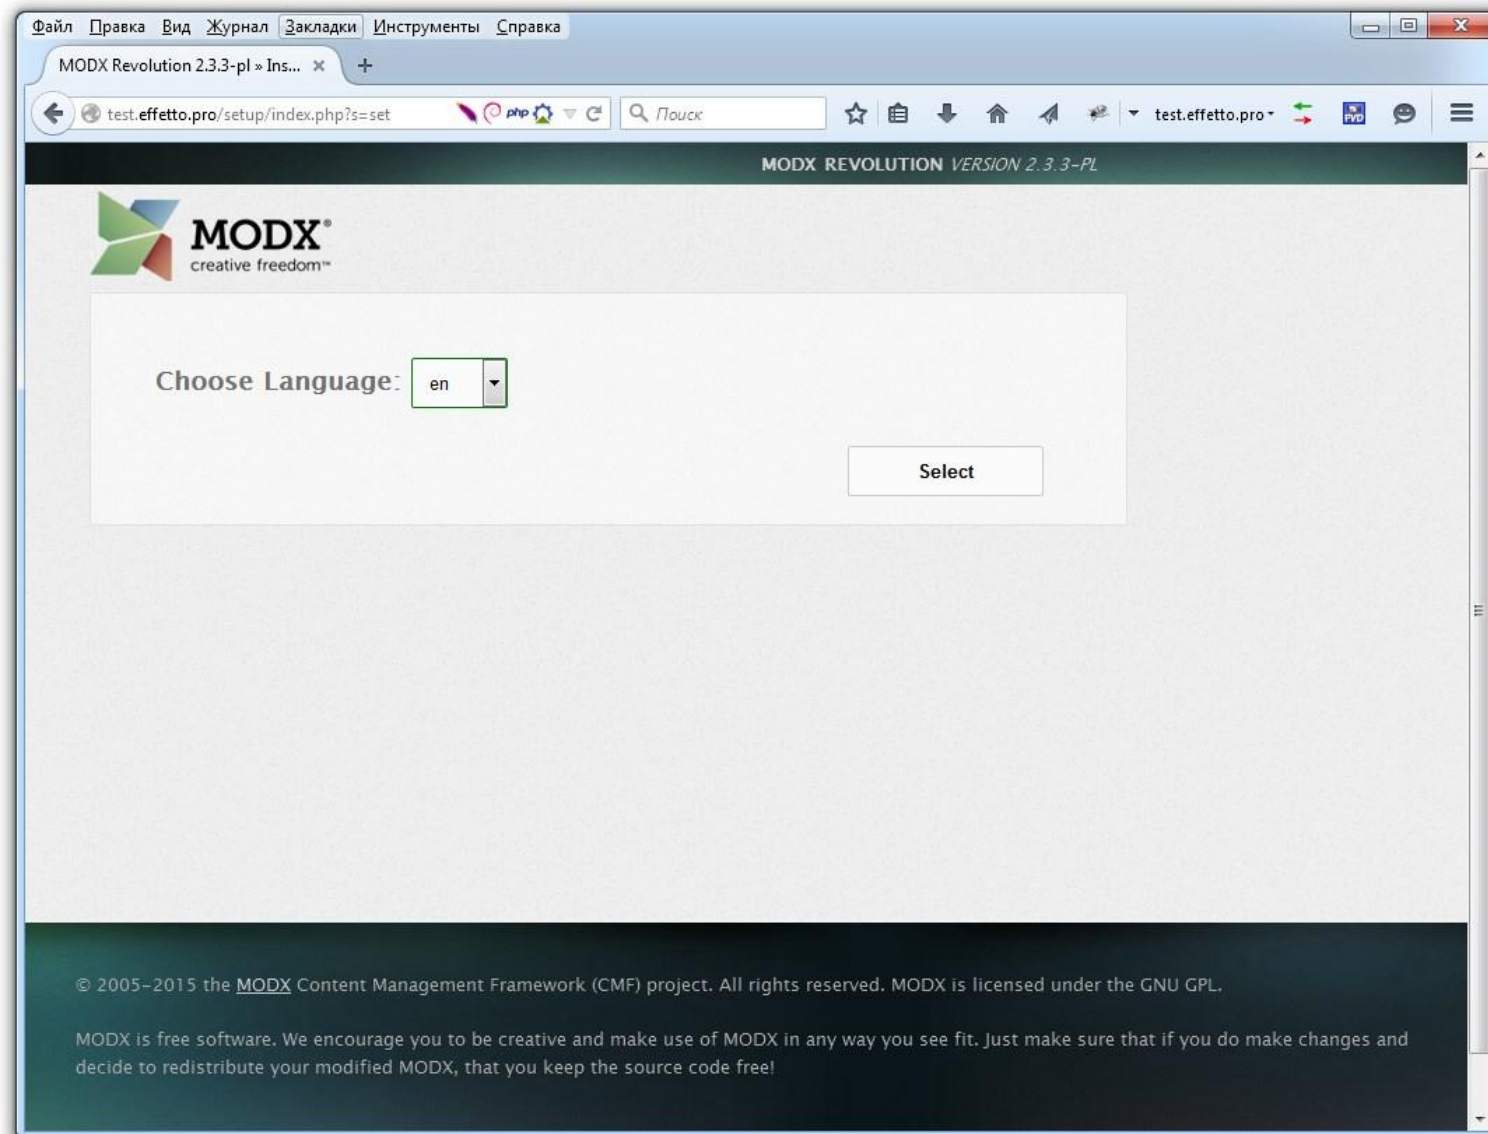 Файл Правка Вид Журнал Закладки Инструменты Справка
MODX Revolution 2.3.3-pl » Ins...
test.effetto.pro/setup/index.php?s=set php Поиск test.effetto.pro PVD
MODX REVOLUTION VERSION 2.3.3-PL
MODX®
creative freedom™
Choose Language: en
Select
© 2005-2015 the MODX Content Management Framework (CMF) project. All rights reserved. MODX is licensed under the GNU GPL.
MODX is free software. We encourage you to be creative and make use of MODX in any way you see fit. Just make sure that if you do make changes and
decide to redistribute your modified MODX, that you keep the source code free!